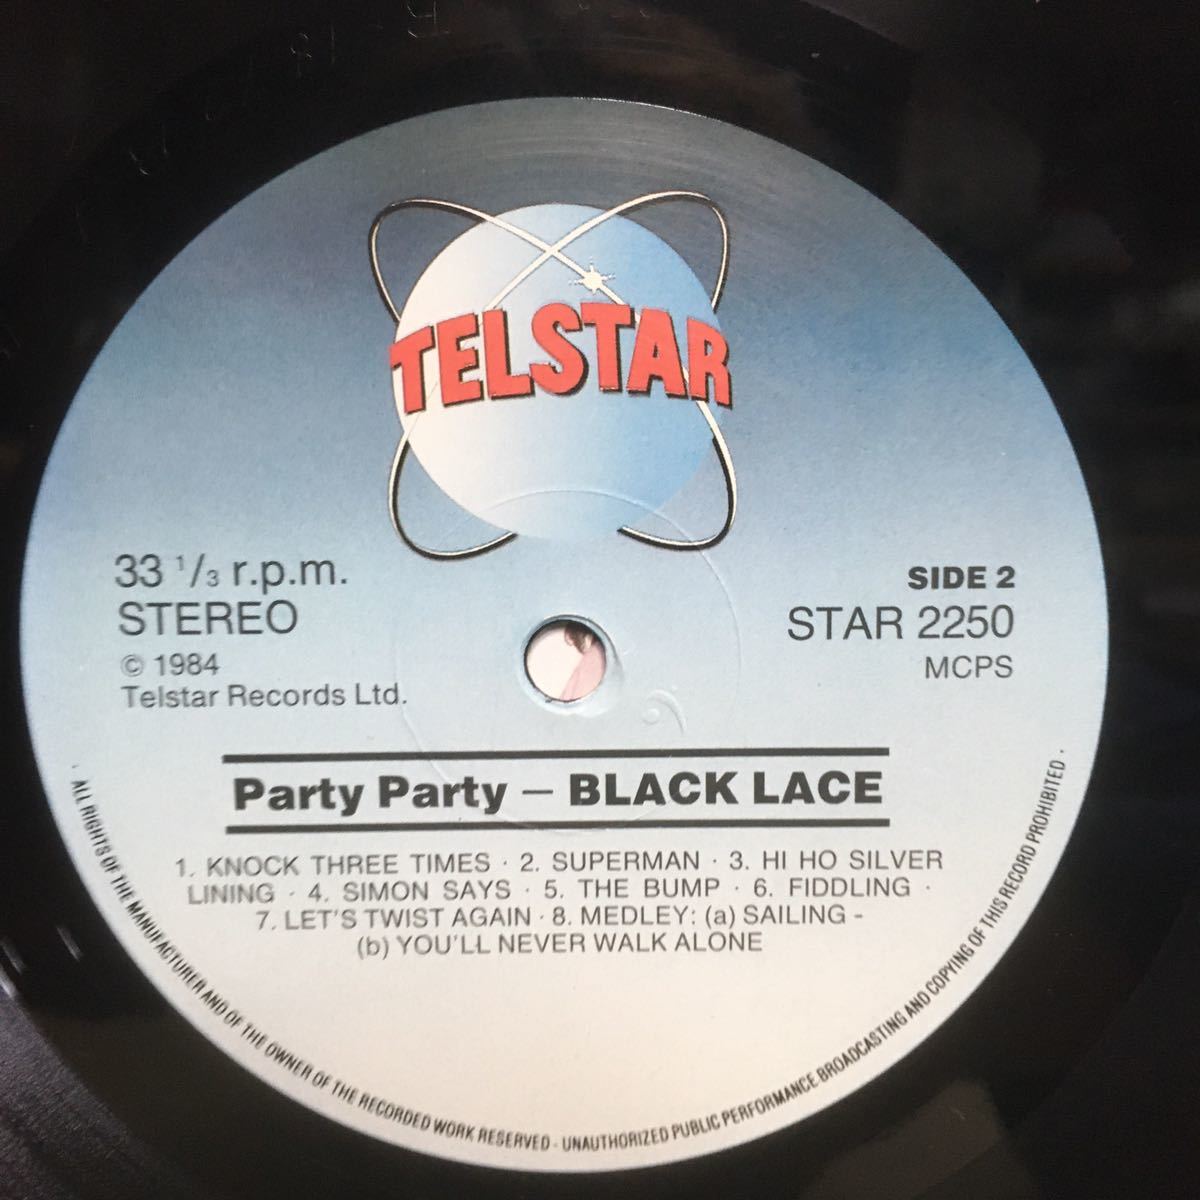 TELSTAR
33 1/3 r.p.m.
STEREO
© 1984
Telstar Records Ltd.
SIDE 2
STAR 2250
MCPS
Party Party – BLACK LACE
1. KNOCK THREE TIMES · 2. SUPERMAN · 3. HI HO SILVER
LINING · 4. SIMON SAYS · 5. THE BUMP · 6. FIDDLING ·
7. LET'S TWIST AGAIN · 8. MEDLEY: (a) SAILING -
(b) YOU'LL NEVER WALK ALONE
· ALL RIGHTS OF THE MANUFACTURER AND OF THE OWNER OF THE RECORDED WORK RESERVED - UNAUTHORIZED PUBLIC PERFORMANCE BROADCASTING AND COPYING OF THIS RECORD PROHIBITED ·